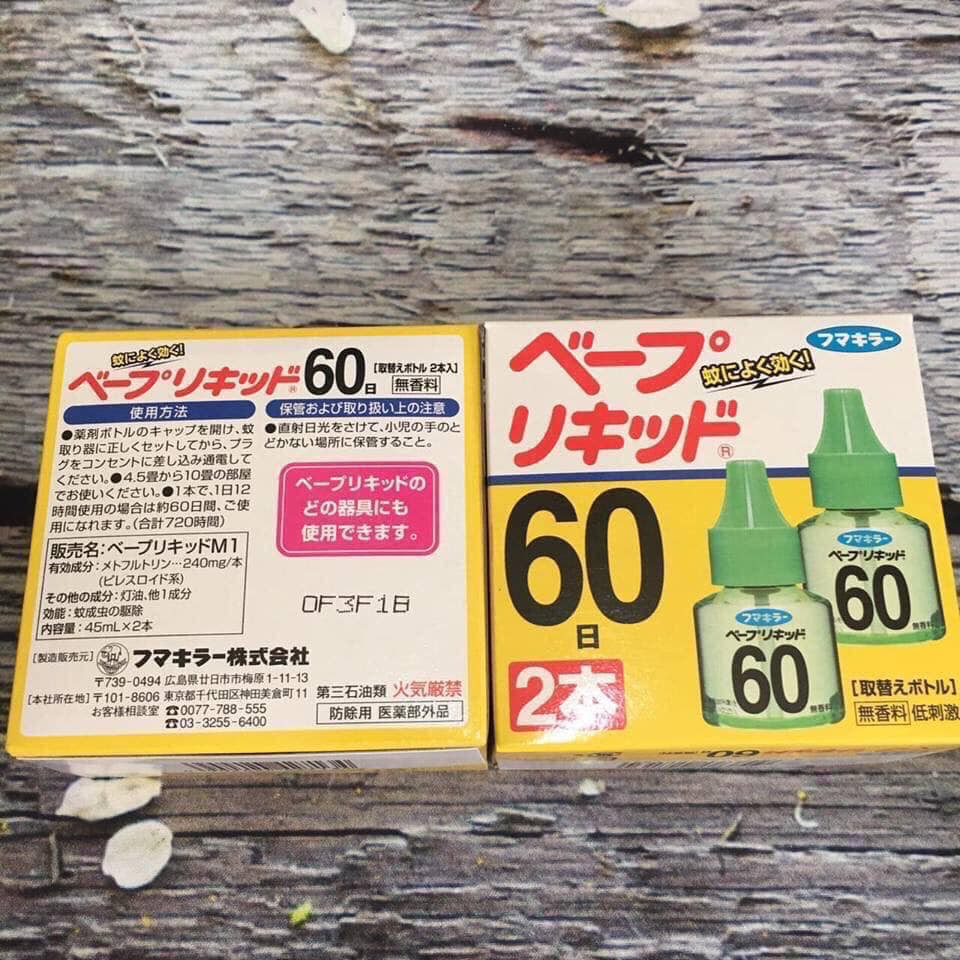 蚊によく効く!
ベープリキッド® 60日 [取替えボトル 2本入] 無香料
使用方法
●薬剤ボトルのキャップを開け、蚊
取り器に正しくセットしてから、プラ
グをコンセントに差し込み通電して
ください。●4.5畳から10畳の部屋
でお使いください。●1本で、1日12
時間使用の場合は約60日間、ご使
用になれます。(合計720時間)
販売名:ベープリキッドM1
有効成分:メトフルトリン…240mg/本
(ピレスロイド系)
その他の成分:灯油、他1成分
効能:蚊成虫の駆除
内容量:45mL×2本
保管および取り扱い上の注意
●直射日光をさけて、小児の手のと
どかない場所に保管すること。
ベープリキッドの
どの器具にも
使用できます。
0F3F18
[製造販売元] フマキラー株式会社
〒739-0494 広島県廿日市市梅原1-11-13
[本社所在地] 〒101-8606 東京都千代田区神田美倉町11
お客様相談室 ☎0077-788-555
☎03-3255-6400
第三石油類 火気厳禁
防除用 医薬部外品
フマキラー
ベープ
蚊によく効く!
リキッド®
60
日
2本
フマキラー
ベープリキッド
60
無香料
フマキラー
ベープリキッド
60
無香料
[取替えボトル]
無香料 低刺激